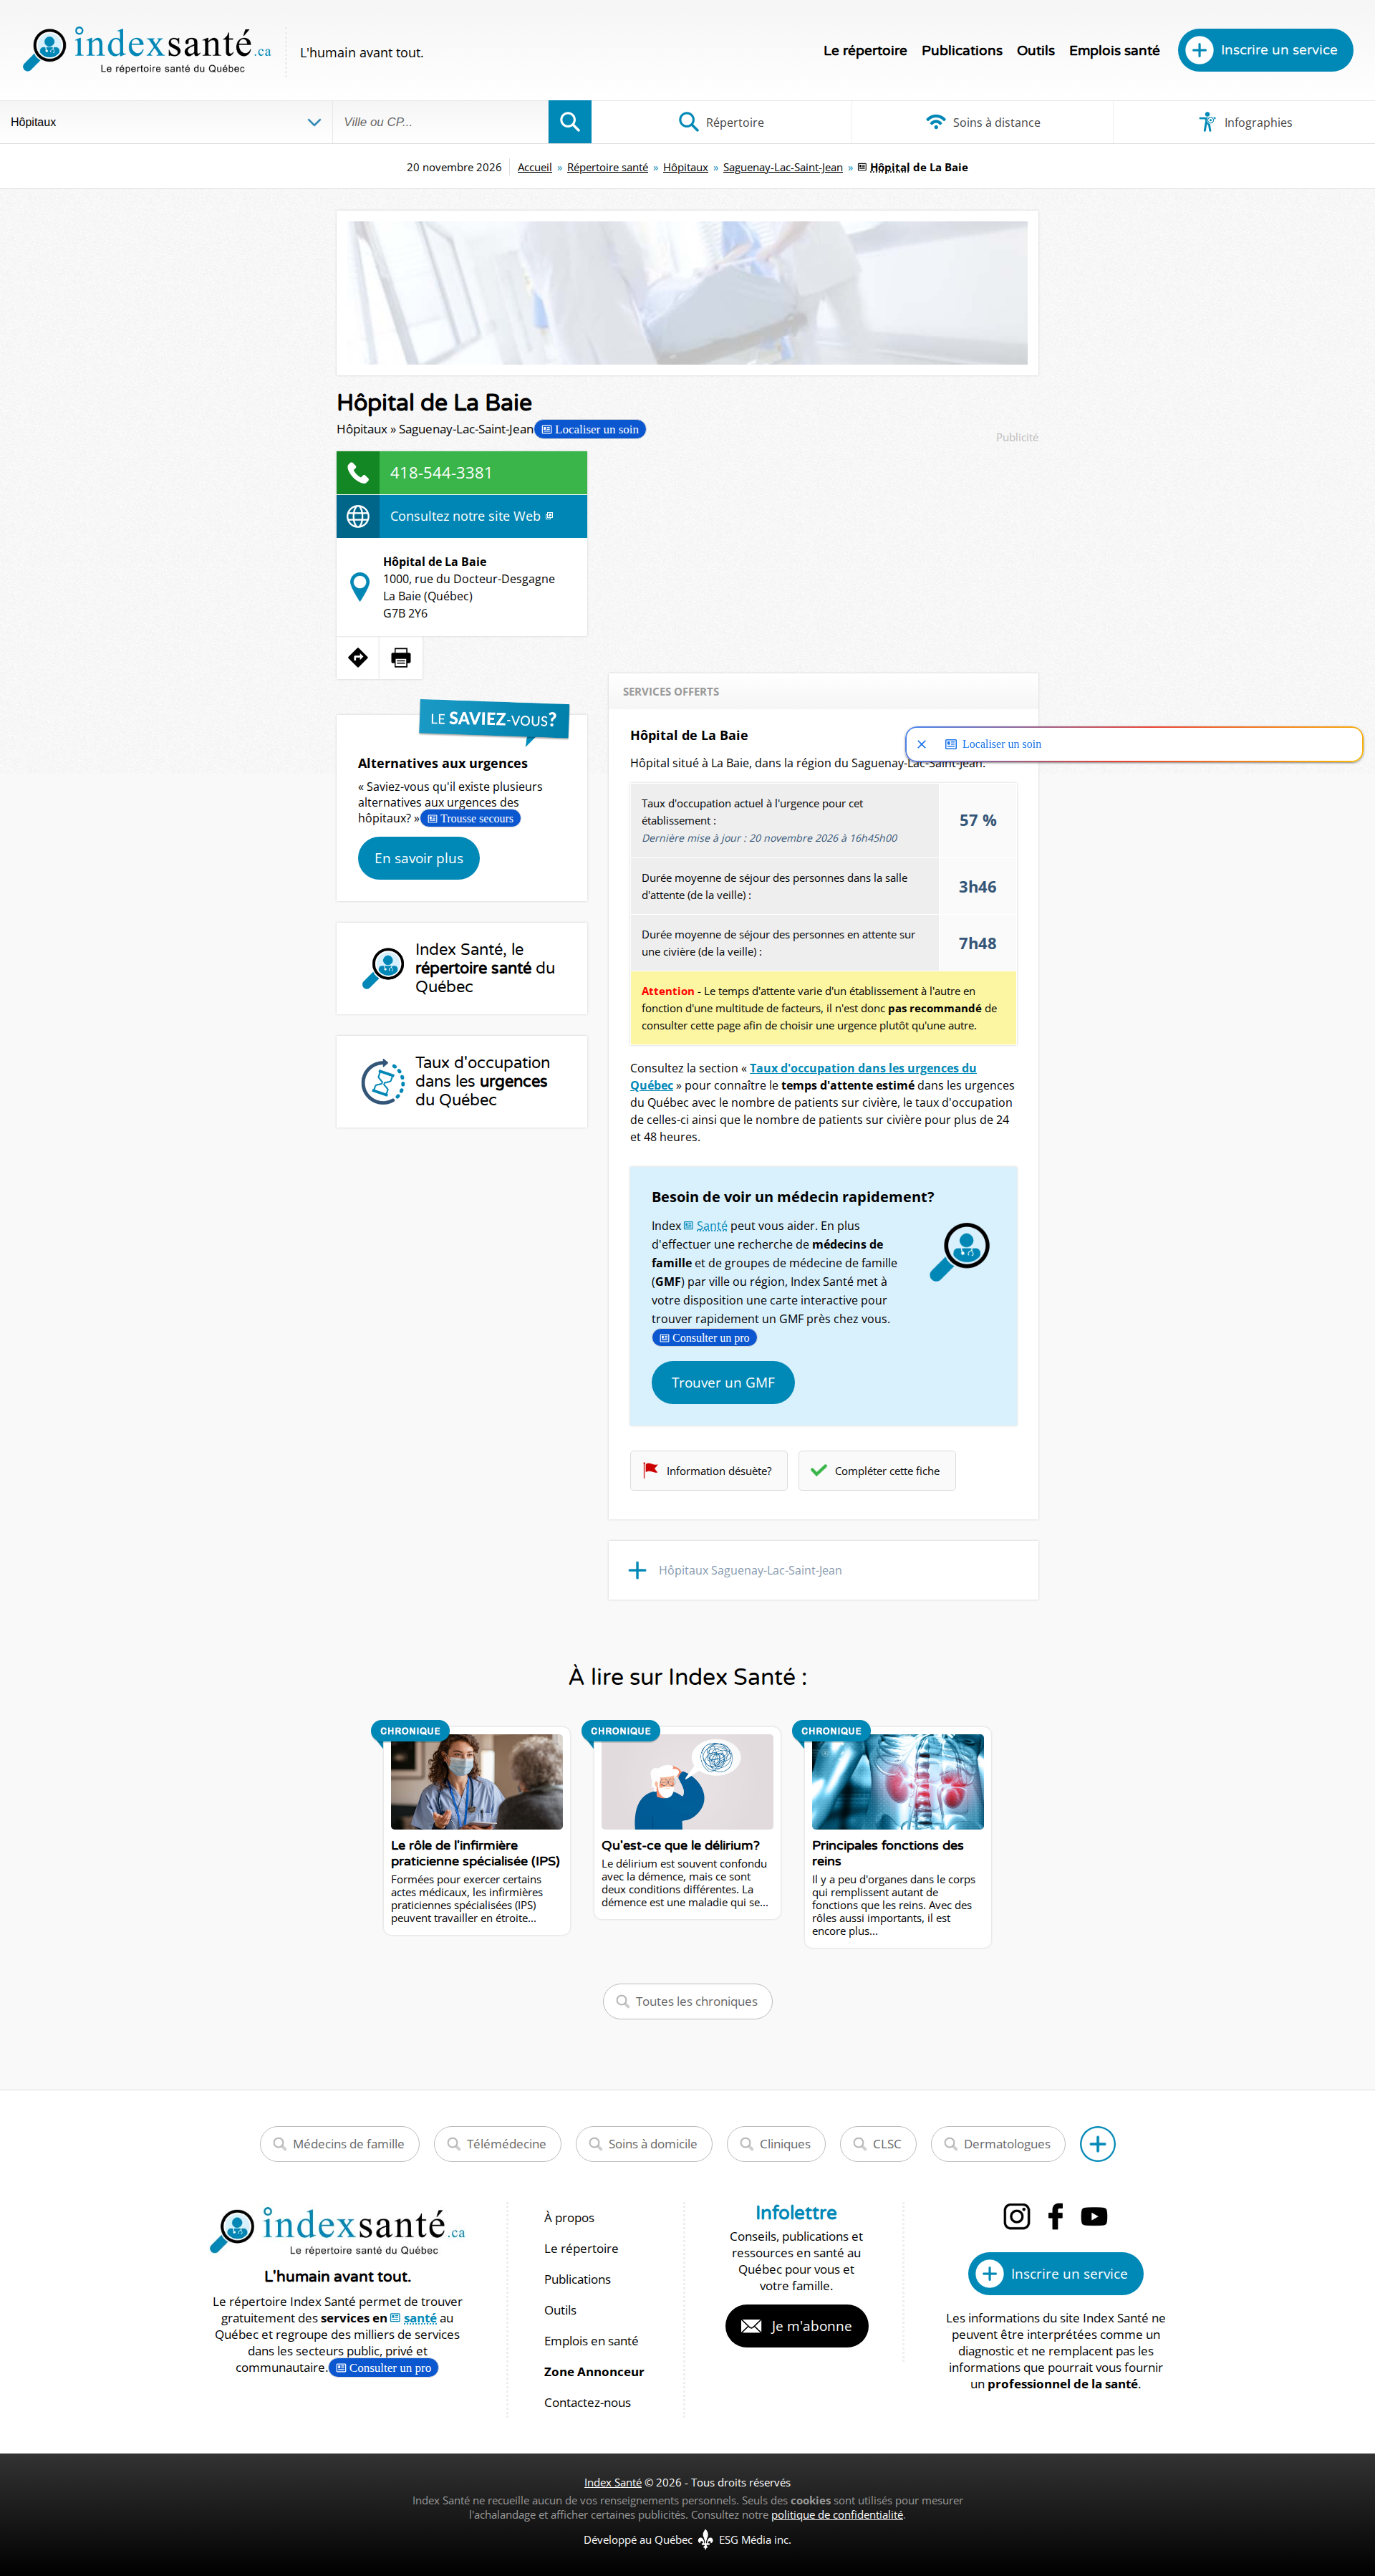 indexsanté.ca
Le répertoire santé du Québec
L'humain avant tout.
Le répertoire
Publications
Outils
Emplois santé
Inscrire un service
Hôpitaux
Ville ou CP...
Répertoire
Soins à distance
Infographies
20 novembre 2026
Accueil » Répertoire santé » Hôpitaux » Saguenay-Lac-Saint-Jean » Hôpital de La Baie
Hôpital de La Baie
Hôpitaux » Saguenay-Lac-Saint-Jean Localiser un soin
Publicité
418-544-3381
Consultez notre site Web
Hôpital de La Baie
1000, rue du Docteur-Desgagne
La Baie (Québec)
G7B 2Y6
LE SAVIEZ-VOUS?
Alternatives aux urgences
« Saviez-vous qu'il existe plusieurs
alternatives aux urgences des
hôpitaux? » Trousse secours
En savoir plus
Index Santé, le
répertoire santé du
Québec
Taux d'occupation
dans les urgences
du Québec
SERVICES OFFERTS
Hôpital de La Baie
Localiser un soin
Hôpital situé à La Baie, dans la région du Saguenay-Lac-Saint-Jean.
Taux d'occupation actuel à l'urgence pour cet
établissement :
Dernière mise à jour : 20 novembre 2026 à 16h45h00
57 %
Durée moyenne de séjour des personnes dans la salle
d'attente (de la veille) :
3h46
Durée moyenne de séjour des personnes en attente sur
une civière (de la veille) :
7h48
Attention - Le temps d'attente varie d'un établissement à l'autre en
fonction d'une multitude de facteurs, il n'est donc pas recommandé de
consulter cette page afin de choisir une urgence plutôt qu'une autre.
Consultez la section « Taux d'occupation dans les urgences du
Québec » pour connaître le temps d'attente estimé dans les urgences
du Québec avec le nombre de patients sur civière, le taux d'occupation
de celles-ci ainsi que le nombre de patients sur civière pour plus de 24
et 48 heures.
Besoin de voir un médecin rapidement?
Index Santé peut vous aider. En plus
d'effectuer une recherche de médecins de
famille et de groupes de médecine de famille
(GMF) par ville ou région, Index Santé met à
votre disposition une carte interactive pour
trouver rapidement un GMF près chez vous.
Consulter un pro
Trouver un GMF
Information désuète?
Compléter cette fiche
Hôpitaux Saguenay-Lac-Saint-Jean
À lire sur Index Santé :
CHRONIQUE
Le rôle de l'infirmière
praticienne spécialisée (IPS)
Formées pour exercer certains
actes médicaux, les infirmières
praticiennes spécialisées (IPS)
peuvent travailler en étroite...
CHRONIQUE
Qu'est-ce que le délirium?
Le délirium est souvent confondu
avec la démence, mais ce sont
deux conditions différentes. La
démence est une maladie qui se...
CHRONIQUE
Principales fonctions des
reins
Il y a peu d'organes dans le corps
qui remplissent autant de
fonctions que les reins. Avec des
rôles aussi importants, il est
encore plus...
Toutes les chroniques
Médecins de famille
Télémédecine
Soins à domicile
Cliniques
CLSC
Dermatologues
indexsanté.ca
Le répertoire santé du Québec
L'humain avant tout.
Le répertoire Index Santé permet de trouver
gratuitement des services en santé au
Québec et regroupe des milliers de services
dans les secteurs public, privé et
communautaire. Consulter un pro
À propos
Le répertoire
Publications
Outils
Emplois en santé
Zone Annonceur
Contactez-nous
Infolettre
Conseils, publications et
ressources en santé au
Québec pour vous et
votre famille.
Je m'abonne
Inscrire un service
Les informations du site Index Santé ne
peuvent être interprétées comme un
diagnostic et ne remplacent pas les
informations que pourrait vous fournir
un professionnel de la santé.
Index Santé © 2026 - Tous droits réservés
Index Santé ne recueille aucun de vos renseignements personnels. Seuls des cookies sont utilisés pour mesurer
l'achalandage et afficher certaines publicités. Consultez notre politique de confidentialité.
Développé au Québec ESG Média inc.